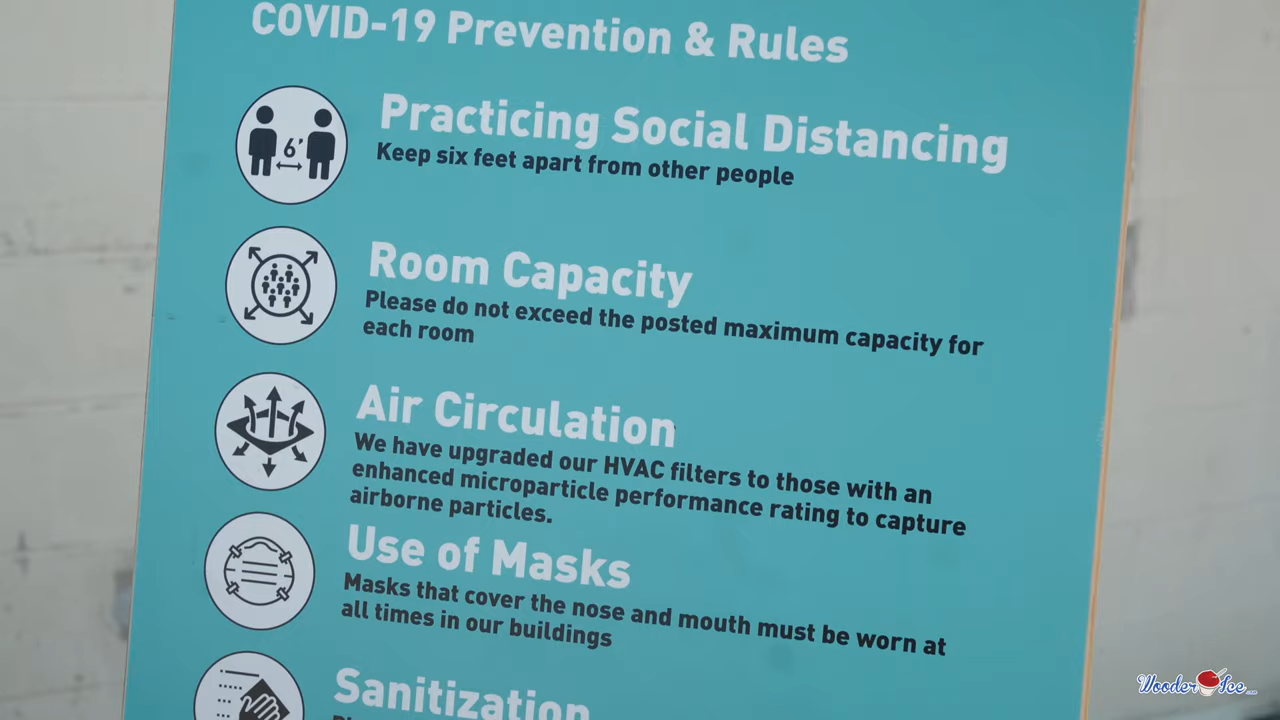 COVID-19 Prevention & Rules
Practicing Social Distancing
6'
Keep six feet apart from other people
Room Capacity
Please do not exceed the posted maximum capacity for
each room
Air Circulation
We have upgraded our HVAC filters to those with an
enhanced microparticle performance rating to capture
airborne particles.
Use of Masks
Masks that cover the nose and mouth must be worn at
all times in our buildings
Sanitization
Wooder Ice